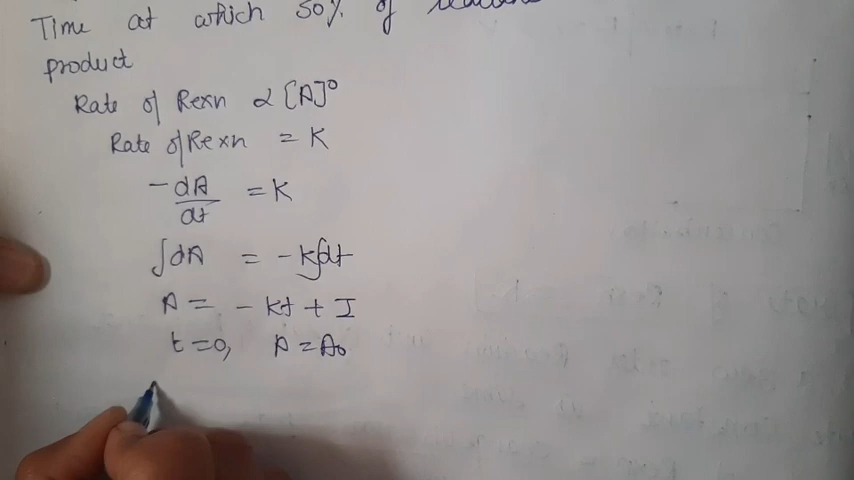 Time at which 50% of
product
Rate of Rexn α [A]⁰
Rate of Rexn = K
-dA/dt = K
∫dA = -K∫dt
A = -Kt + I
t=0, A = A₀